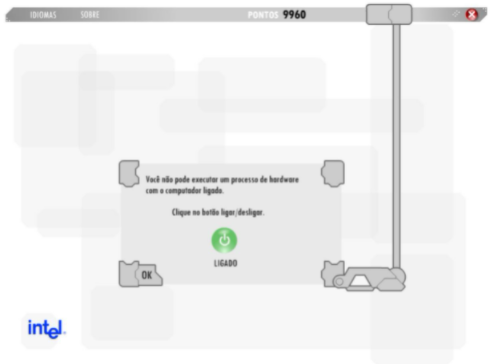 IDIOMAS SOBRE PONTOS 9960
Você não pode executar um processo de hardware
com o computador ligado.
Clique no botão ligar/desligar.
LIGADO
OK
intel.